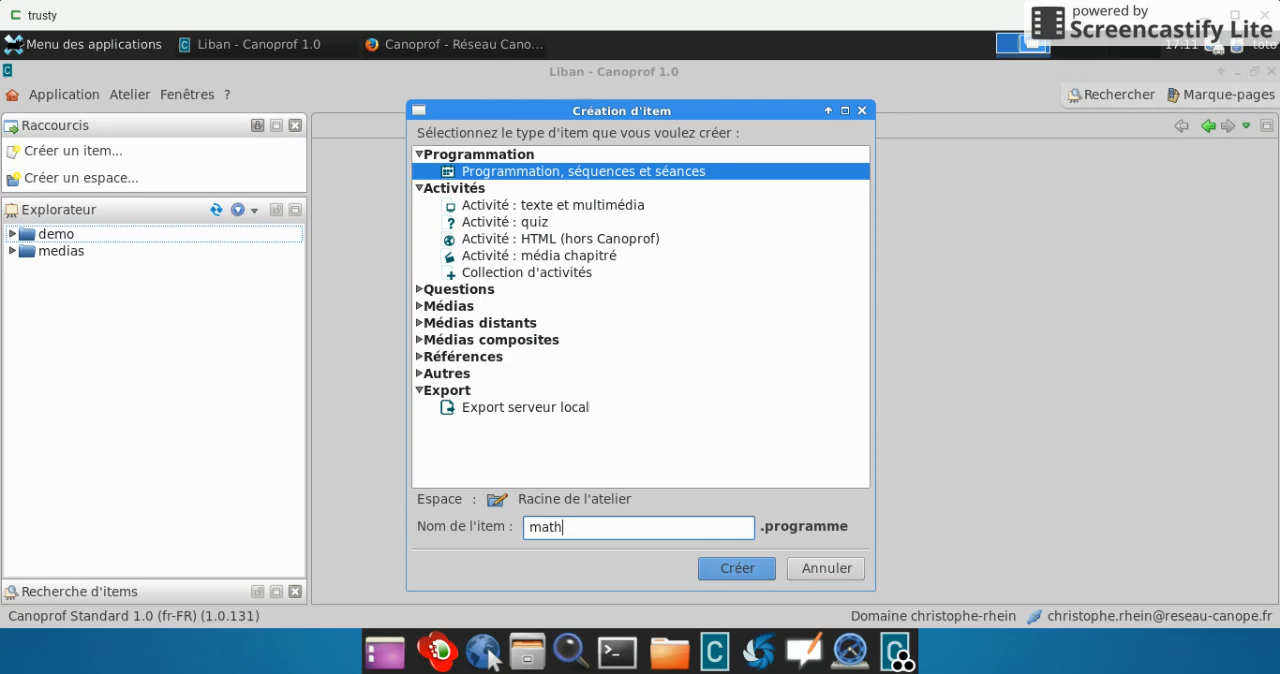 trusty
powered by
Screencastify Lite
Menu des applications
Liban - Canoprof 1.0
Canoprof - Réseau Cano...
17:11
toto
Liban - Canoprof 1.0
Application Atelier Fenêtres ?
Rechercher
Marque-pages
Raccourcis
Créer un item...
Créer un espace...
Explorateur
demo
medias
Création d'item
Sélectionnez le type d'item que vous voulez créer :
Programmation
Programmation, séquences et séances
Activités
Activité : texte et multimédia
Activité : quiz
Activité : HTML (hors Canoprof)
Activité : média chapitré
Collection d'activités
Questions
Médias
Médias distants
Médias composites
Références
Autres
Export
Export serveur local
Espace : Racine de l'atelier
Nom de l'item : math .programme
Créer
Annuler
Recherche d'items
Canoprof Standard 1.0 (fr-FR) (1.0.131)
Domaine christophe-rhein
christophe.rhein@reseau-canope.fr